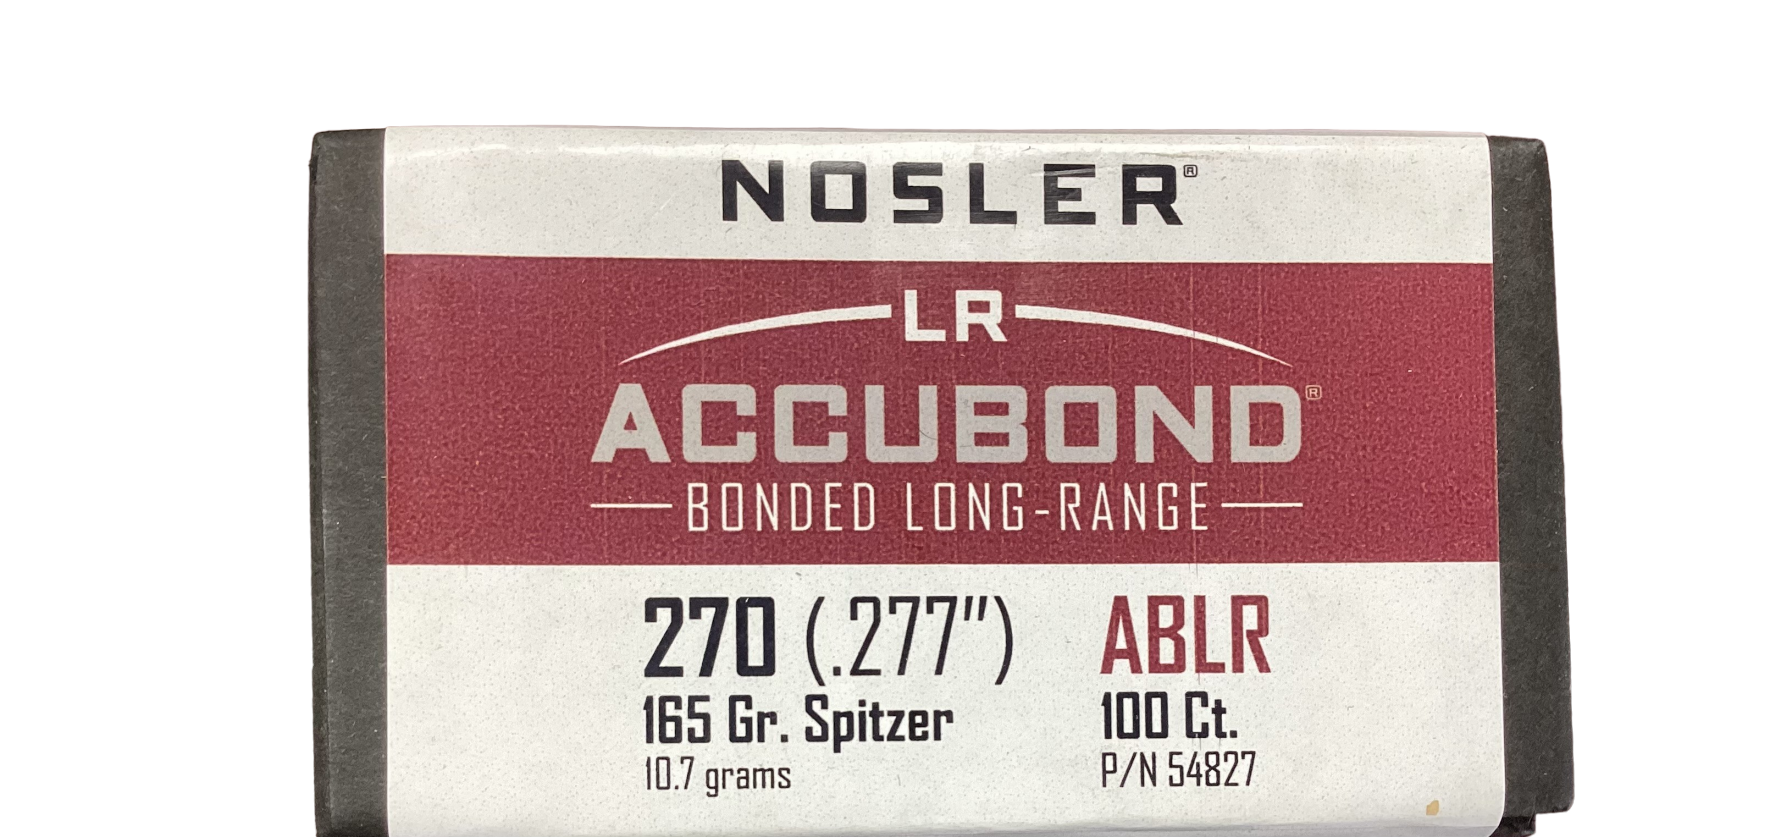 NOSLER®
LR
ACCUBOND®
BONDED LONG-RANGE
270 (.277") ABLR
165 Gr. Spitzer 100 Ct.
10.7 grams P/N 54827